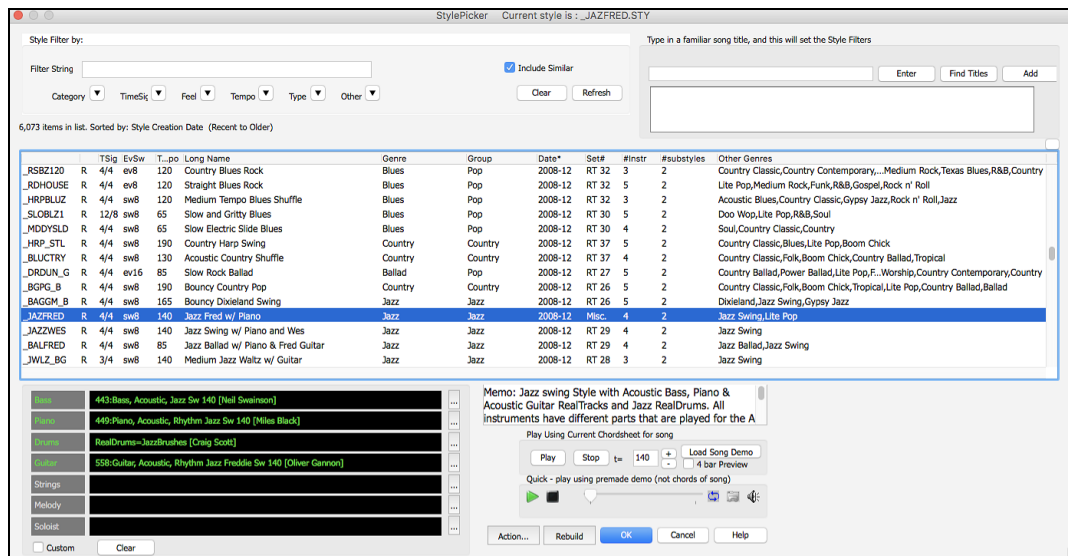 StylePicker Current style is : _JAZFRED.STY
Style Filter by:
Filter String
Include Similar
Category TimeSig Feel Tempo Type Other
Clear Refresh
Type in a familiar song title, and this will set the Style Filters
Enter Find Titles Add
6,073 items in list. Sorted by: Style Creation Date (Recent to Older)
TSig EvSw T...po Long Name Genre Group Date* Set# #Instr #substyles Other Genres
_RSBZ120 R 4/4 ev8 120 Country Blues Rock Blues Pop 2008-12 RT 32 3 2 Country Classic,Country Contemporary,...Medium Rock,Texas Blues,R&B,Country
_RDHOUSE R 4/4 ev8 120 Straight Blues Rock Blues Pop 2008-12 RT 32 5 2 Lite Pop,Medium Rock,Funk,R&B,Gospel,Rock n' Roll
_HRPBLUZ R 4/4 sw8 120 Medium Tempo Blues Shuffle Blues Pop 2008-12 RT 32 3 2 Acoustic Blues,Country Classic,Gypsy Jazz,Rock n' Roll,Jazz
_SLOBLZ1 R 12/8 sw8 65 Slow and Gritty Blues Blues Pop 2008-12 RT 30 5 2 Doo Wop,Lite Pop,R&B,Soul
_MDDYSLD R 4/4 sw8 65 Slow Electric Slide Blues Blues Pop 2008-12 RT 30 4 2 Soul,Country Classic,Country
_HRP_STL R 4/4 sw8 190 Country Harp Swing Country Country 2008-12 RT 37 5 2 Country Classic,Blues,Lite Pop,Boom Chick
_BLUCTRY R 4/4 sw8 130 Acoustic Country Shuffle Country Country 2008-12 RT 37 4 2 Country Classic,Folk,Boom Chick,Country Ballad,Tropical
_DRDUN_G R 4/4 ev16 85 Slow Rock Ballad Ballad Pop 2008-12 RT 27 5 2 Country Ballad,Power Ballad,Lite Pop,F...Worship,Country Contemporary,Country
_BGPG_B R 4/4 sw8 190 Bouncy Country Pop Country Country 2008-12 RT 26 5 2 Country Classic,Folk,Boom Chick,Tropical,Lite Pop,Country Ballad,Ballad
_BAGGM_B R 4/4 sw8 165 Bouncy Dixieland Swing Jazz Jazz 2008-12 RT 26 5 2 Dixieland,Jazz Swing,Gypsy Jazz
_JAZFRED R 4/4 sw8 140 Jazz Fred w/ Piano Jazz Jazz 2008-12 Misc. 4 2 Jazz Swing,Lite Pop
_JAZZWES R 4/4 sw8 140 Jazz Swing w/ Piano and Wes Jazz Jazz 2008-12 RT 29 4 2 Jazz Swing
_BALFRED R 4/4 sw8 85 Jazz Ballad w/ Piano & Fred Guitar Jazz Jazz 2008-12 RT 29 4 2 Jazz Ballad,Jazz Swing
_JWLZ_BG R 3/4 sw8 140 Medium Jazz Waltz w/ Guitar Jazz Jazz 2008-12 RT 28 3 2 Jazz Swing
Bass 443:Bass, Acoustic, Jazz Sw 140 [Neil Swainson] ...
Piano 449:Piano, Acoustic, Rhythm Jazz Sw 140 [Miles Black] ...
Drums RealDrums=JazzBrushes [Craig Scott] ...
Guitar 558:Guitar, Acoustic, Rhythm Jazz Freddie Sw 140 [Oliver Gannon] ...
Strings ...
Melody ...
Soloist ...
Custom Clear
Memo: Jazz swing Style with Acoustic Bass, Piano &
Acoustic Guitar RealTracks and Jazz RealDrums. All
instruments have different parts that are played for the A
Play Using Current Chordsheet for song
Play Stop t= 140 + - Load Song Demo
4 bar Preview
Quick - play using premade demo (not chords of song)
Action... Rebuild OK Cancel Help